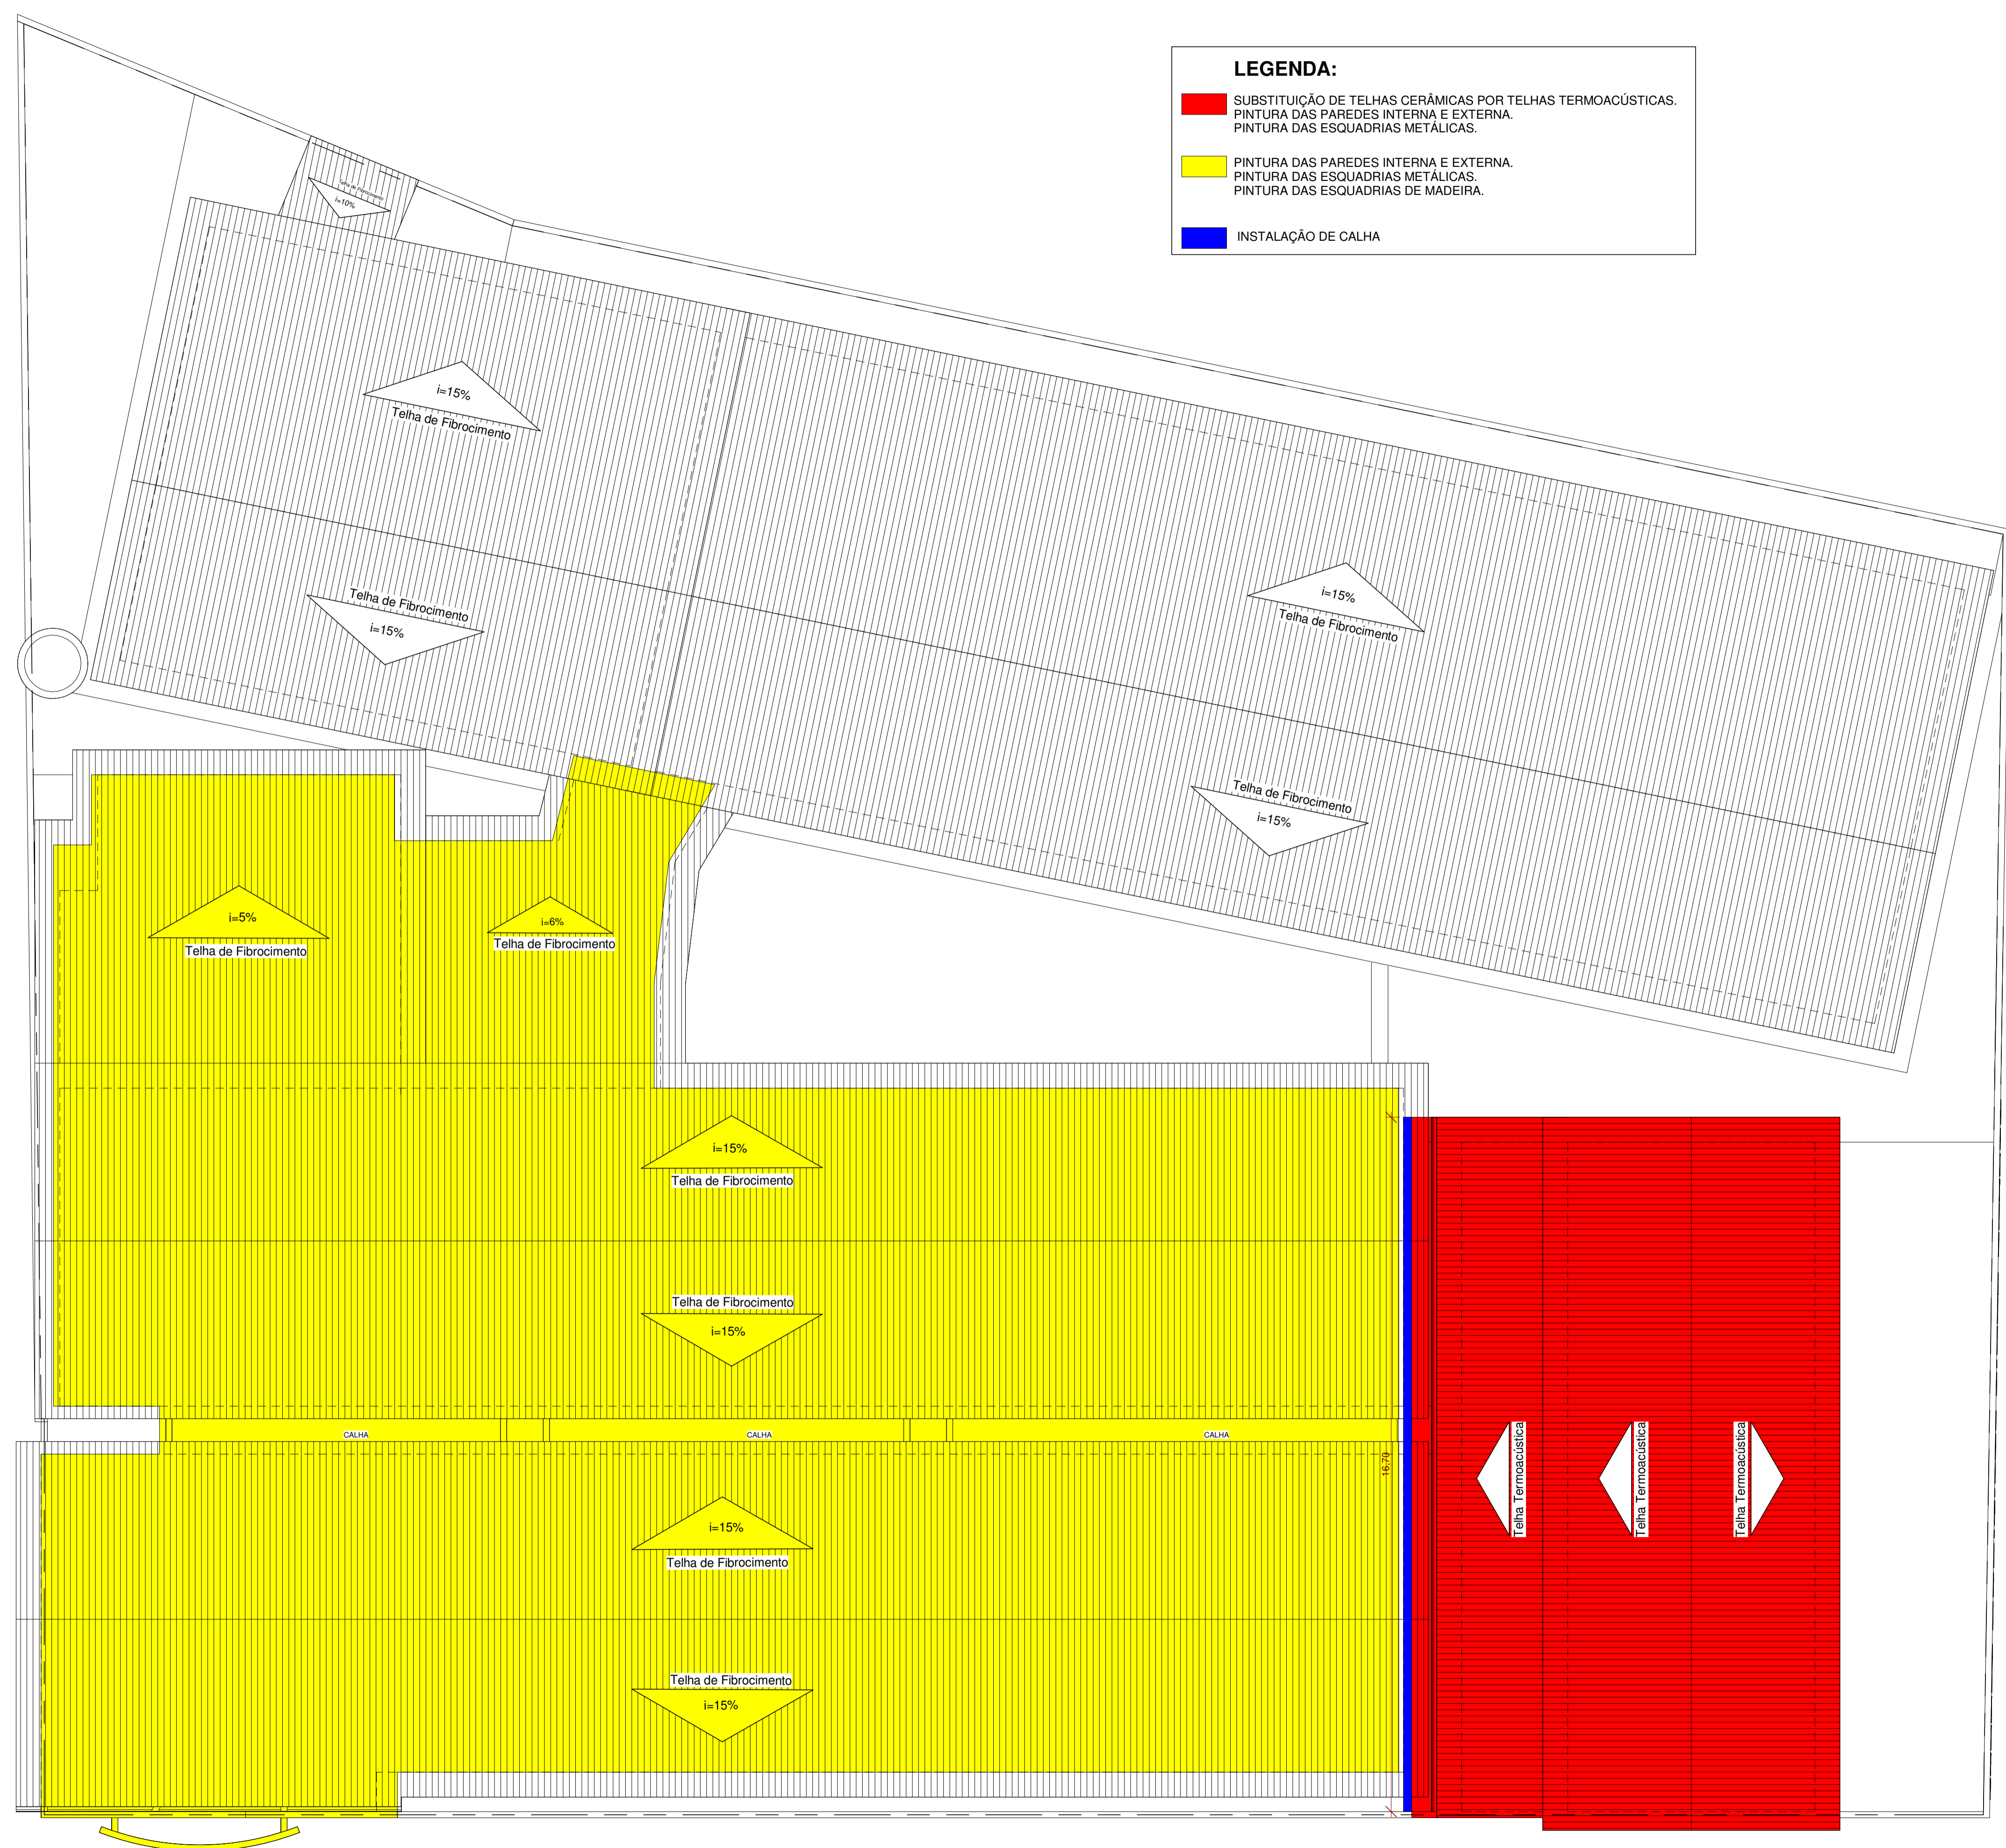 LEGENDA:
SUBSTITUIÇÃO DE TELHAS CERÂMICAS POR TELHAS TERMOACÚSTICAS.
PINTURA DAS PAREDES INTERNA E EXTERNA.
PINTURA DAS ESQUADRIAS METÁLICAS.
PINTURA DAS PAREDES INTERNA E EXTERNA.
PINTURA DAS ESQUADRIAS METÁLICAS.
PINTURA DAS ESQUADRIAS DE MADEIRA.
INSTALAÇÃO DE CALHA
Telha de Fibrocimento
i=10%
i=15%
Telha de Fibrocimento
Telha de Fibrocimento
i=15%
i=15%
Telha de Fibrocimento
Telha de Fibrocimento
i=15%
i=5%
Telha de Fibrocimento
i=6%
Telha de Fibrocimento
i=15%
Telha de Fibrocimento
Telha de Fibrocimento
i=15%
CALHA
CALHA
CALHA
16,70
i=15%
Telha de Fibrocimento
Telha de Fibrocimento
i=15%
Telha Termoacústica
Telha Termoacústica
Telha Termoacústica